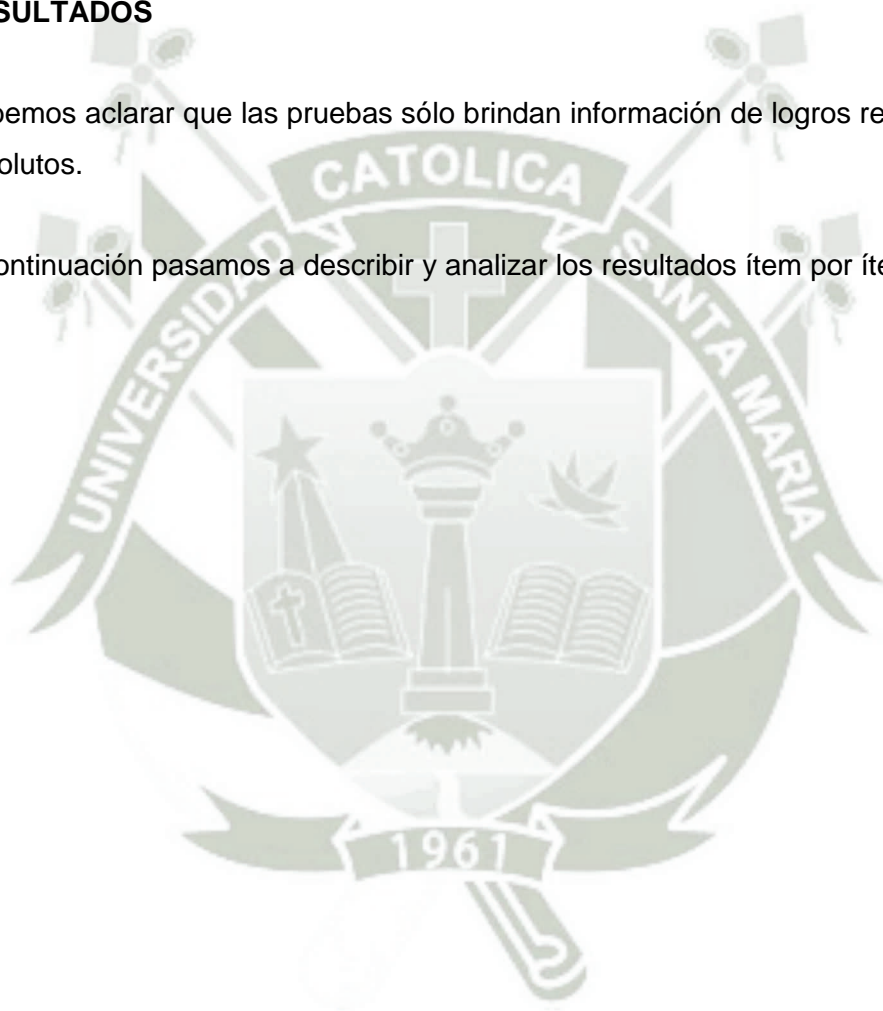 SULTADOS
bemos aclarar que las pruebas sólo brindan información de logros re
olutos.
CATOLICA
UNIVERSIDAD
SANTA MARIA
ontinuación pasamos a describir y analizar los resultados ítem por íte
1961